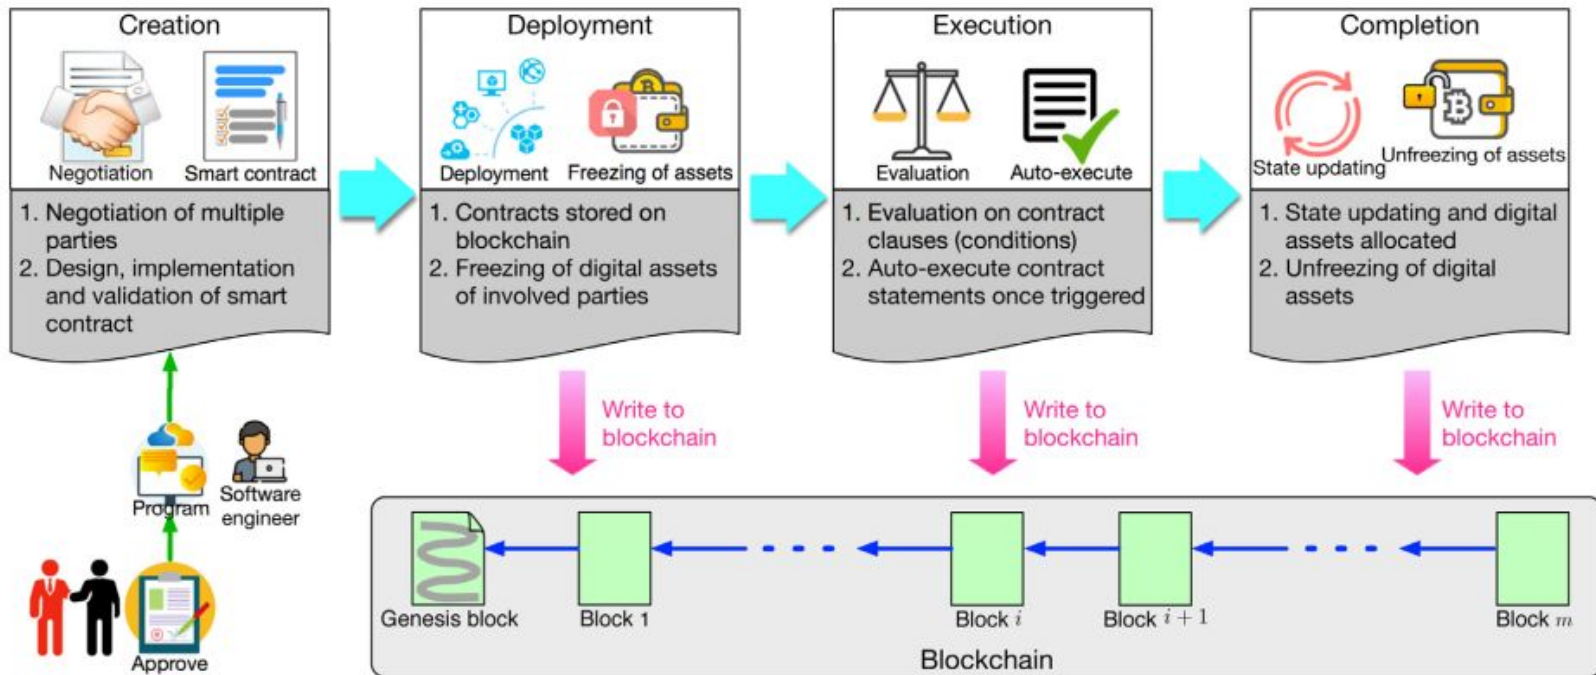 Creation
Negotiation
Smart contract
1. Negotiation of multiple
parties
2. Design, implementation
and validation of smart
contract
Deployment
Deployment
Freezing of assets
1. Contracts stored on
blockchain
2. Freezing of digital assets
of involved parties
Execution
Evaluation
Auto-execute
1. Evaluation on contract
clauses (conditions)
2. Auto-execute contract
statements once triggered
Completion
State updating
Unfreezing of assets
1. State updating and digital
assets allocated
2. Unfreezing of digital
assets
Write to
blockchain
Write to
blockchain
Write to
blockchain
Program
Software
engineer
Approve
Genesis block
Block 1
Block i
Block i + 1
Block m
Blockchain